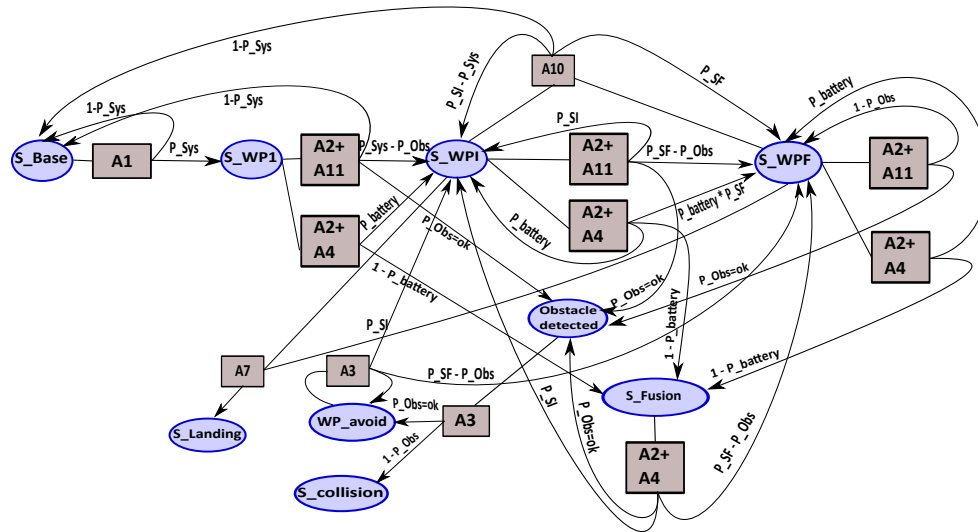 1-P_Sys
A10
P_SI - P_Sys
P_SF
P_battery
1-P_Sys
1-P_Sys
1 - P_Obs
S_Base
A1
P_Sys
S_WP1
A2+
A11
P_Sys - P_Obs
S_WPI
P_SI
A2+
A11
P_SF - P_Obs
S_WPF
A2+
A11
A2+
A4
P_battery
P_battery
A2+
A4
P_battery * P_SF
A2+
A4
P_Obs=ok
1 - P_battery
P_Obs=ok
P_Obs=ok
Obstacle
detected
1 - P_battery
1 - P_battery
P_SI
A7
A3
P_SF - P_Obs
P_SI
S_Fusion
S_Landing
WP_avoid
P_Obs=ok
A3
P_Obs=ok
P_SF - P_Obs
1-P_Obs
A2+
A4
S_collision